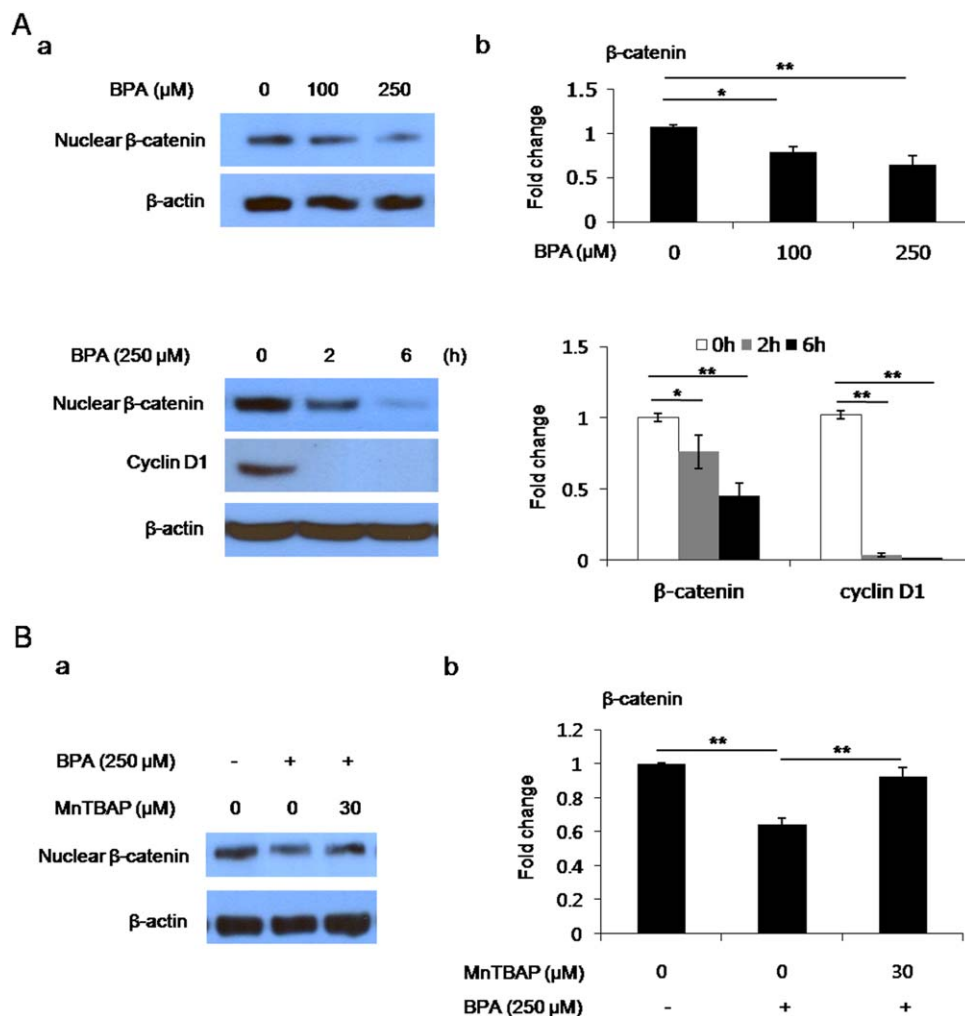 A
a
BPA (µM) 0 100 250
Nuclear β-catenin
β-actin
b
β-catenin
**
*
Fold change
1.5
1
0.5
0
BPA (µM) 0 100 250
BPA (250 µM) 0 2 6 (h)
Nuclear β-catenin
Cyclin D1
β-actin
0h 2h 6h
** **
* **
Fold change
1.5
1
0.5
0
β-catenin cyclin D1
B
a
BPA (250 µM) - + +
MnTBAP (µM) 0 0 30
Nuclear β-catenin
β-actin
b
β-catenin
** **
Fold change
1.2
1
0.8
0.6
0.4
0.2
0
MnTBAP (µM) 0 0 30
BPA (250 µM) - + +